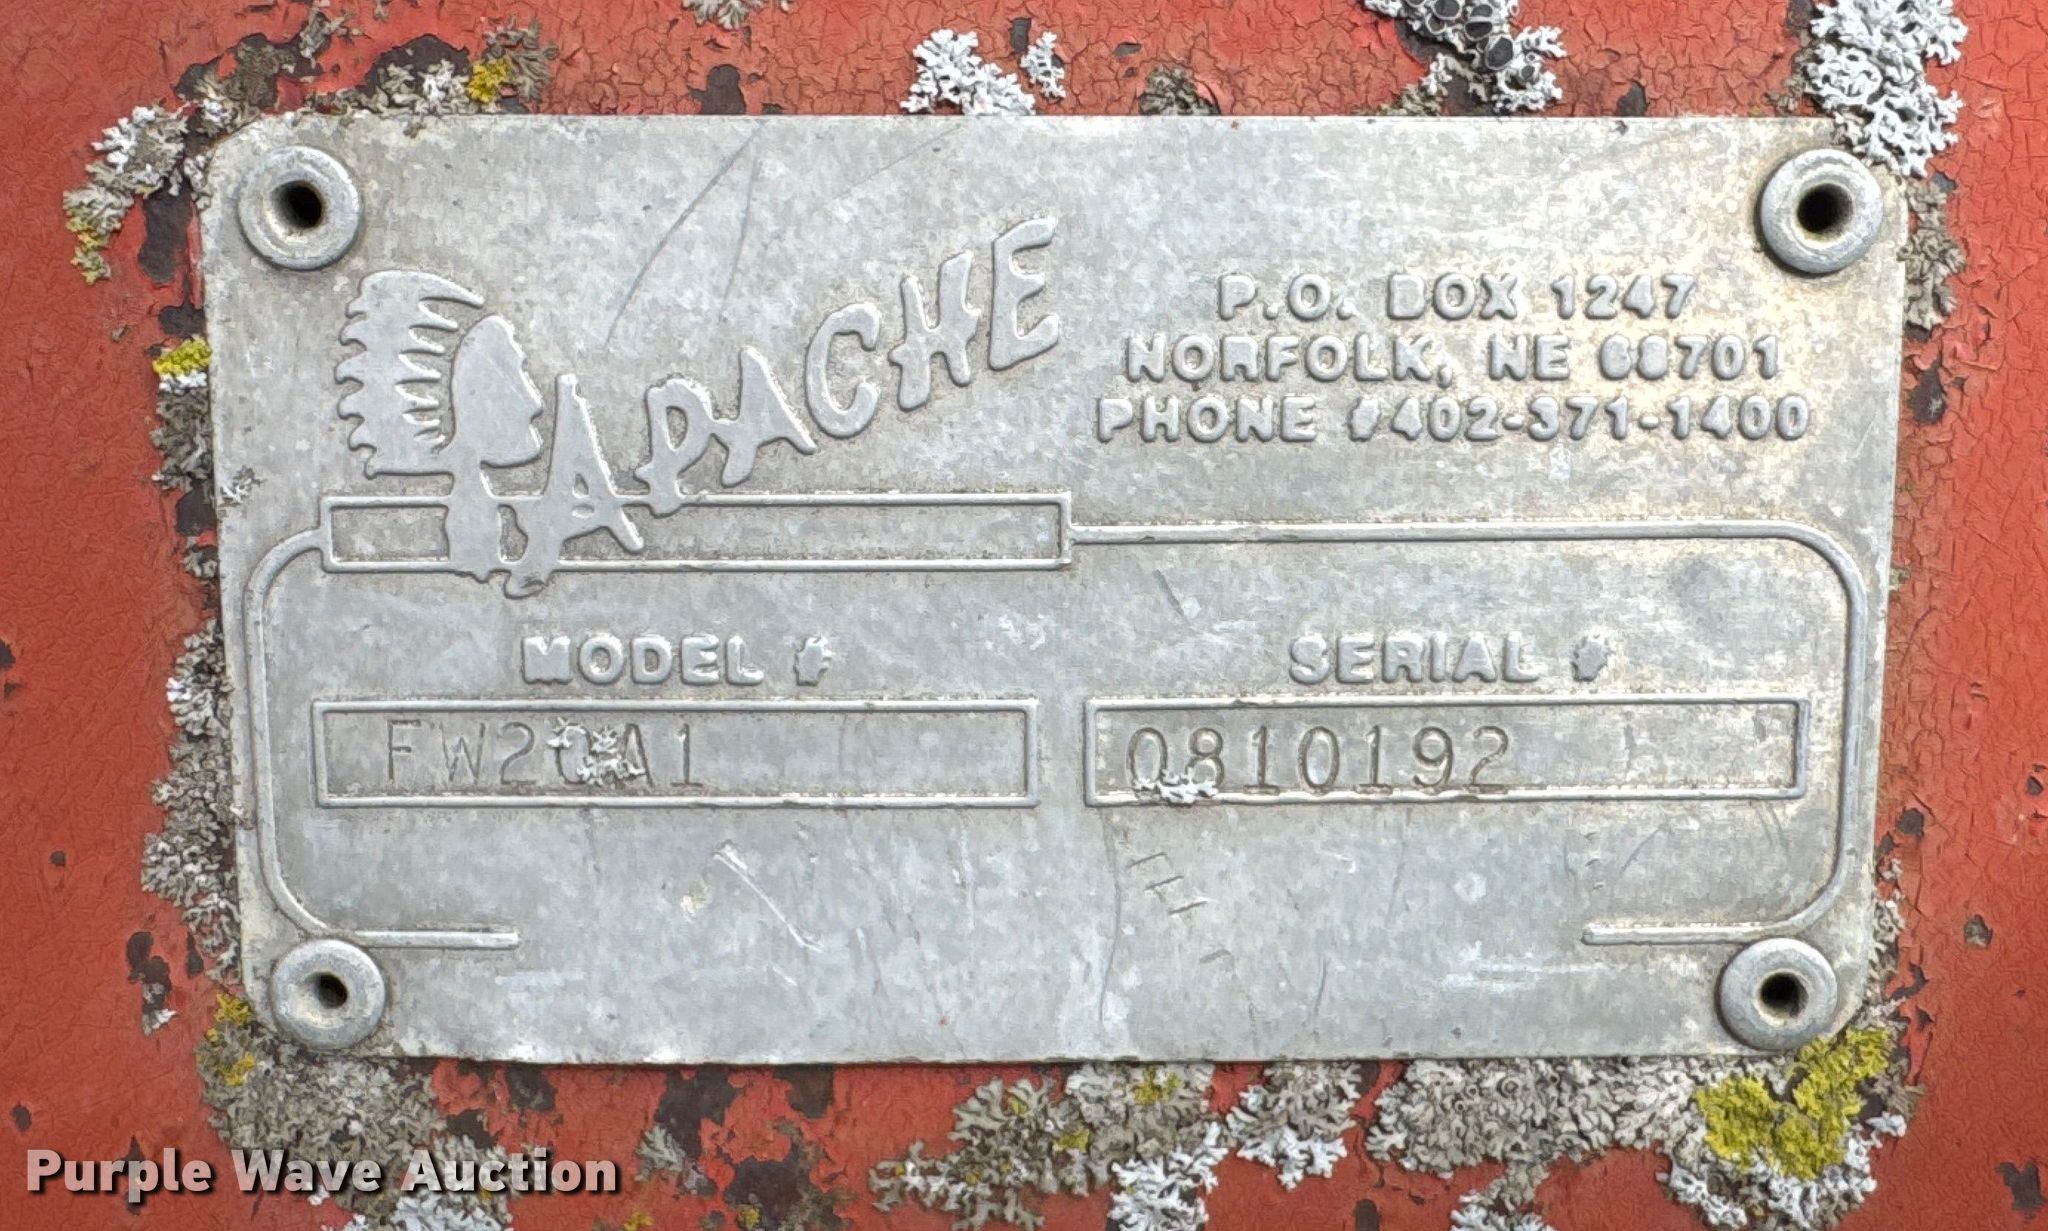 APACHE
P.O. BOX 1247
NORFOLK, NE 68701
PHONE #402-371-1400
MODEL # SERIAL #
0810192
Purple Wave Auction